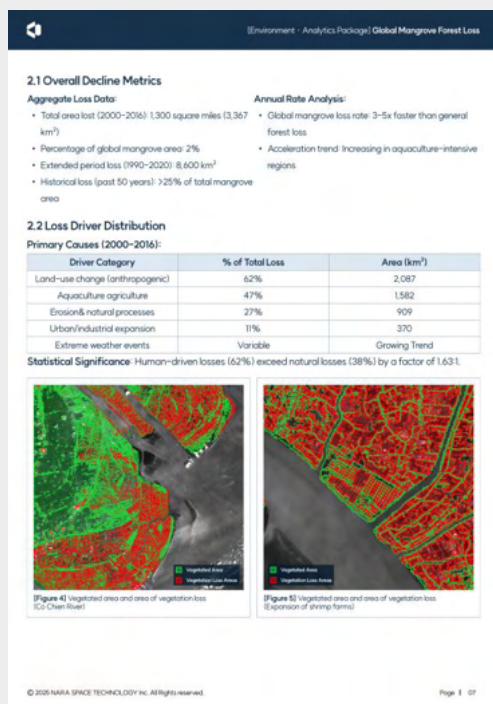 [Environment - Analytics Package] Global Mangrove Forest Loss
2.1 Overall Decline Metrics
Aggregate Loss Data:
• Total area lost (2000-2016): 1,300 square miles (3,367
km²)
• Percentage of global mangrove area: 2%
• Extended period loss (1990-2020): 8,600 km²
• Historical loss (past 50 years): >25% of total mangrove
area
Annual Rate Analysis:
• Global mangrove loss rate: 3-5x faster than general
forest loss
• Acceleration trend: Increasing in aquaculture-intensive
regions
2.2 Loss Driver Distribution
Primary Causes (2000-2016):
Driver Category % of Total Loss Area (km²)
Land-use change (anthropogenic) 62% 2,087
Aquaculture agriculture 47% 1,582
Erosion& natural processes 27% 909
Urban/industrial expansion 11% 370
Extreme weather events Variable Growing Trend
Statistical Significance: Human-driven losses (62%) exceed natural losses (38%) by a factor of 1.63:1.
Vegetated Area
Vegetation Loss Areas
[Figure 4] Vegetated area and area of vegetation loss
(Co Chien River)
Vegetated Area
Vegetation Loss Areas
[Figure 5] Vegetated area and area of vegetation loss
(Expansion of shrimp farms)
© 2025 NARA SPACE TECHNOLOGY Inc. All Rights reserved.
Page | 07